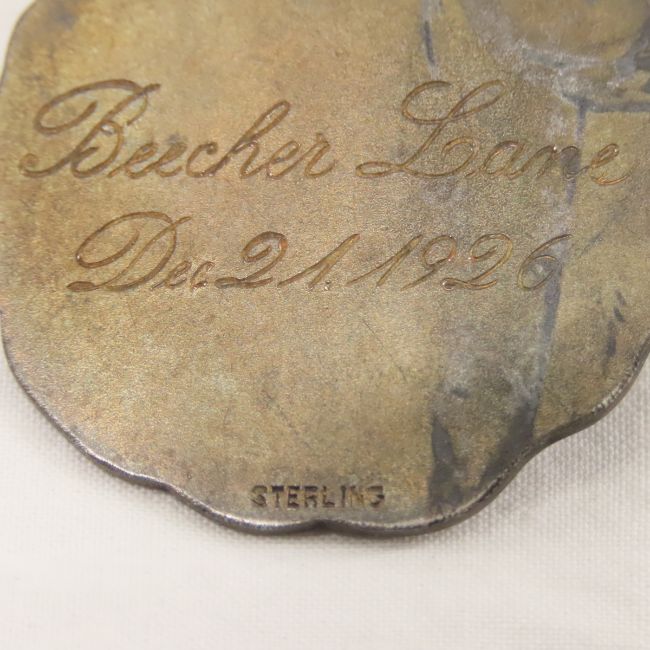 Beecher Lane
Dec. 21. 1926
STERLING